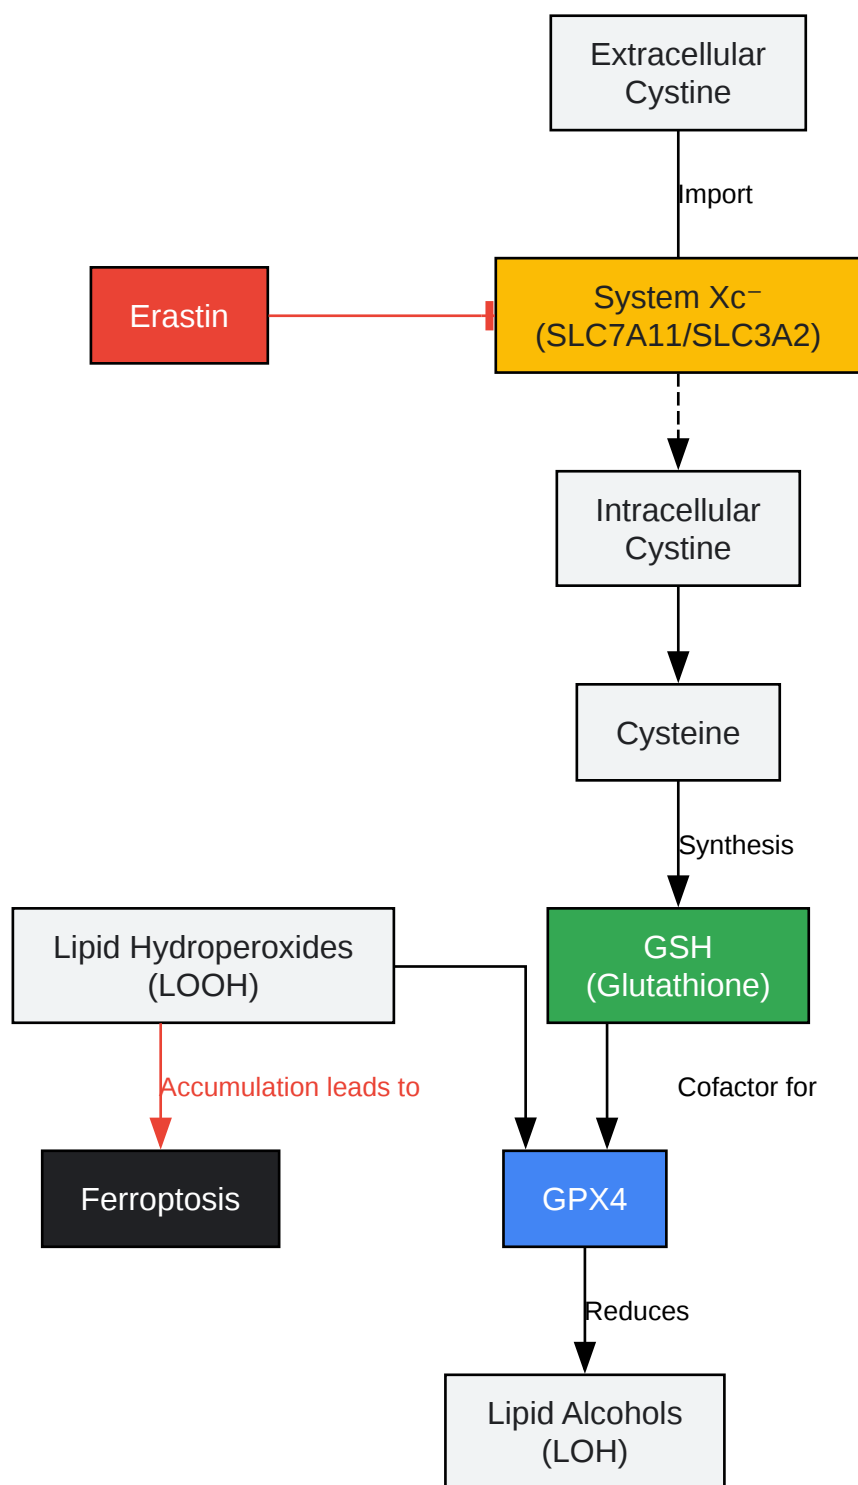 Extracellular
Cystine
Import
Erastin
System Xc⁻
(SLC7A11/SLC3A2)
Intracellular
Cystine
Cysteine
Synthesis
Lipid Hydroperoxides
(LOOH)
GSH
(Glutathione)
Accumulation leads to
Cofactor for
Ferroptosis
GPX4
Reduces
Lipid Alcohols
(LOH)